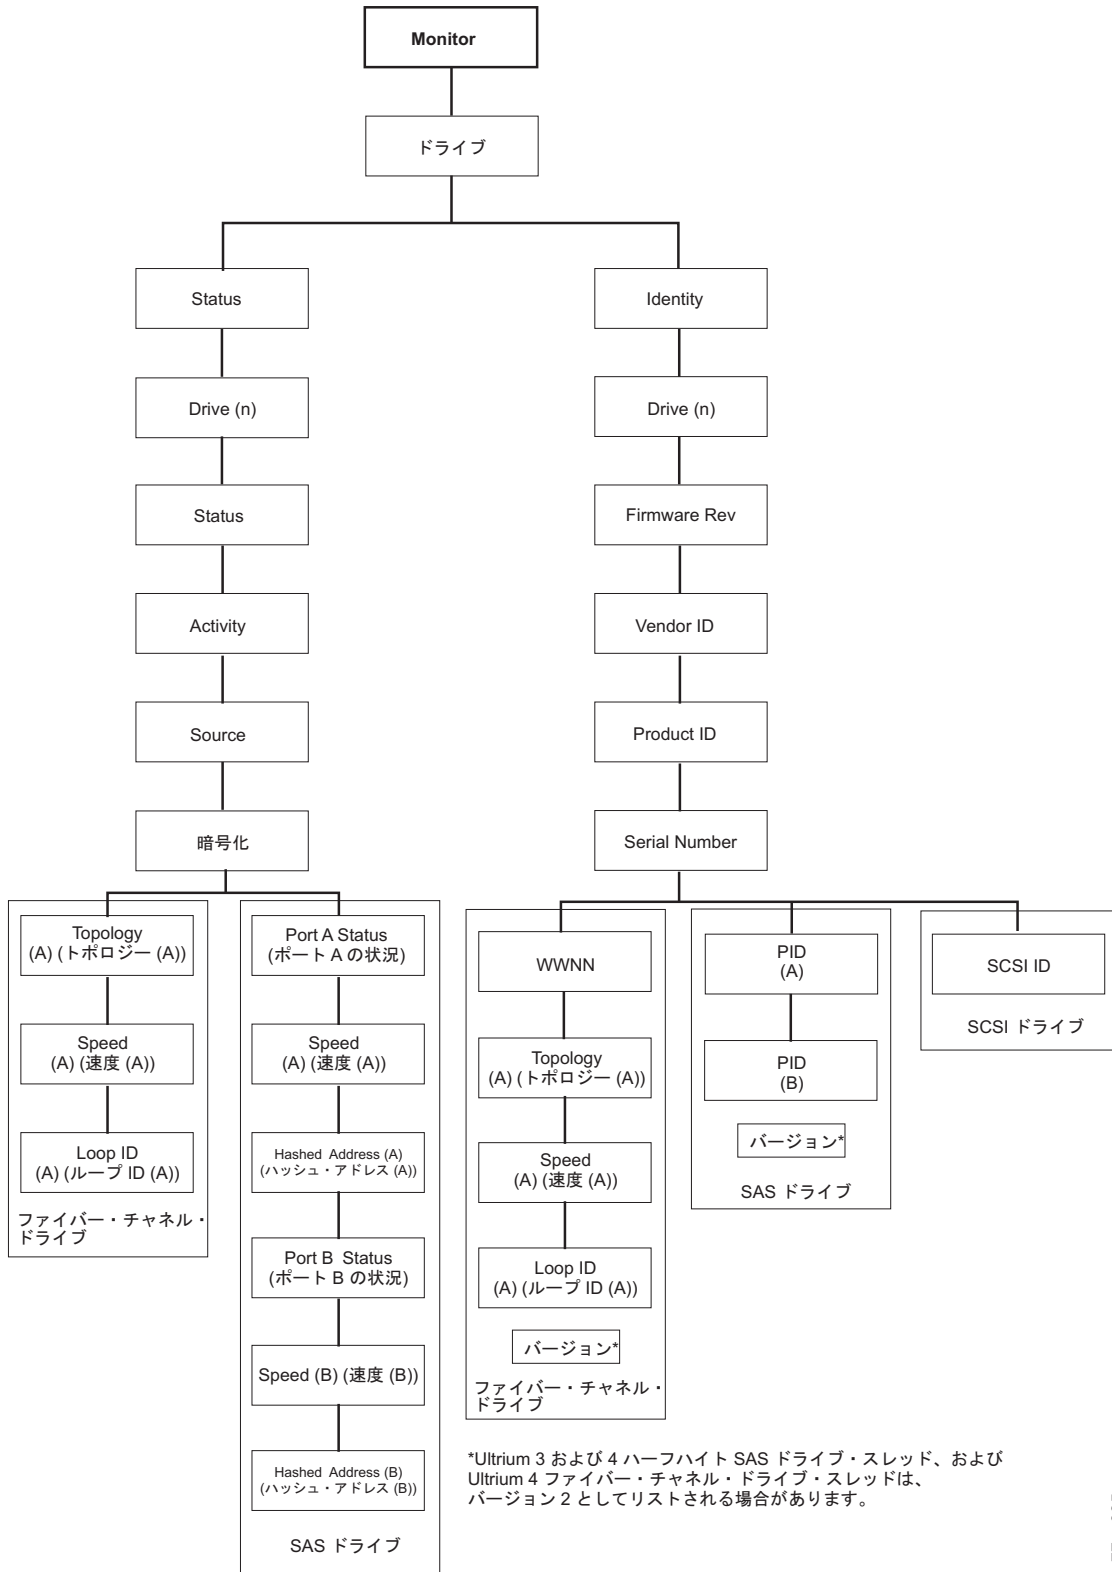 Monitor
ドライブ
Status
Drive (n)
Status
Activity
Source
暗号化
Topology
(A) (トポロジー (A))
Speed
(A) (速度 (A))
Loop ID
(A) (ループ ID (A))
ファイバー・チャネル・
ドライブ
Port A Status
(ポート A の状況)
Speed
(A) (速度 (A))
Hashed Address (A)
(ハッシュ・アドレス (A))
Port B Status
(ポート B の状況)
Speed (B) (速度 (B))
Hashed Address (B)
(ハッシュ・アドレス (B))
SAS ドライブ
Identity
Drive (n)
Firmware Rev
Vendor ID
Product ID
Serial Number
WWNN
Topology
(A) (トポロジー (A))
Speed
(A) (速度 (A))
Loop ID
(A) (ループ ID (A))
バージョン*
ファイバー・チャネル・
ドライブ
PID
(A)
PID
(B)
バージョン*
SAS ドライブ
SCSI ID
SCSI ドライブ
*Ultrium 3 および 4 ハーフハイト SAS ドライブ・スレッド、および
Ultrium 4 ファイバー・チャネル・ドライブ・スレッドは、
バージョン 2 としてリストされる場合があります。